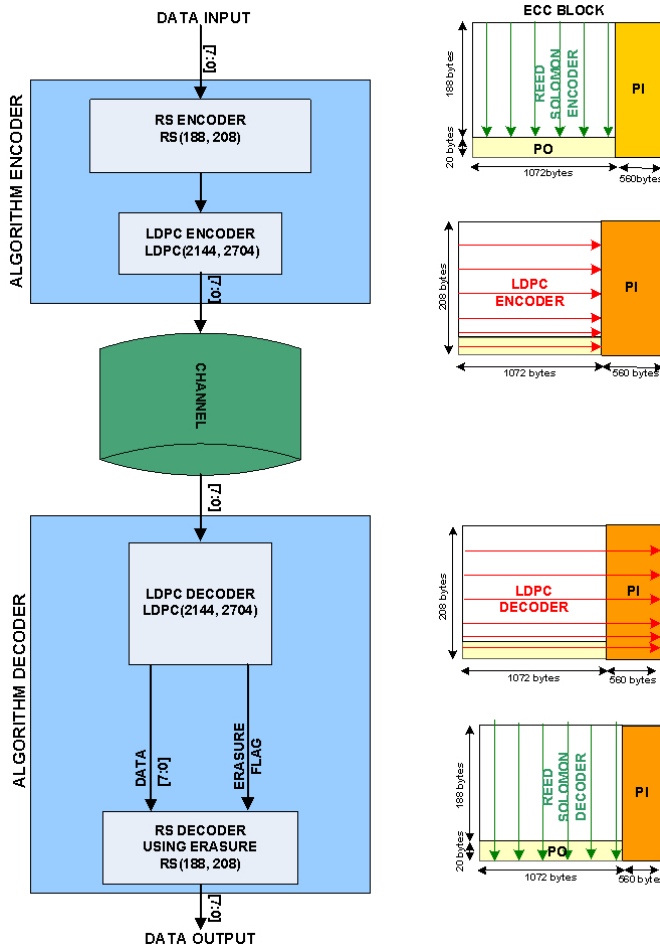 DATA INPUT
[7:0]
ALGORITHM ENCODER
RS ENCODER
RS(188, 208)
LDPC ENCODER
LDPC(2144, 2704)
[7:0]
CHANNEL
[7:0]
ALGORITHM DECODER
LDPC DECODER
LDPC(2144, 2704)
DATA
[7:0]
ERASURE
FLAG
RS DECODER
USING ERASURE
RS(188, 208)
[7:0]
DATA OUTPUT
ECC BLOCK
188 bytes
20 bytes
REED
SOLOMON
ENCODER
PI
PO
1072bytes
560bytes
208 bytes
LDPC
ENCODER
PI
1072 bytes
560 bytes
208 bytes
LDPC
DECODER
PI
1072 bytes
560 bytes
188 bytes
20 bytes
REED
SOLOMON
DECODER
PI
PO
1072 bytes
560 bytes